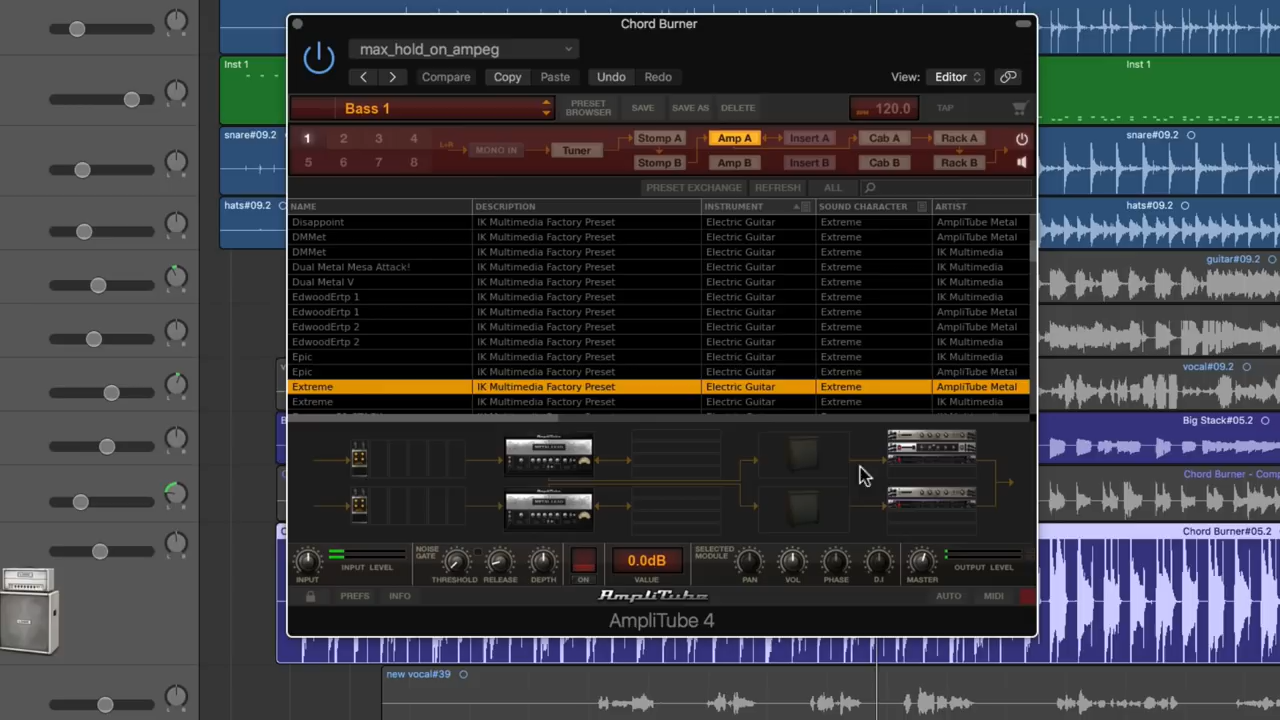 Chord Burner
max_hold_on_ampeg
Compare Copy Paste Undo Redo View: Editor
Bass 1 PRESET BROWSER SAVE SAVE AS DELETE BPM 120.0 TAP
1 2 3 4 5 6 7 8
L+R MONO IN Tuner
Stomp A Amp A Insert A Cab A Rack A
Stomp B Amp B Insert B Cab B Rack B
PRESET EXCHANGE REFRESH ALL
NAME DESCRIPTION INSTRUMENT SOUND CHARACTER ARTIST
Disappoint IK Multimedia Factory Preset Electric Guitar Extreme AmpliTube Metal
DMMet IK Multimedia Factory Preset Electric Guitar Extreme AmpliTube Metal
DMMet IK Multimedia Factory Preset Electric Guitar Extreme IK Multimedia
Dual Metal Mesa Attack! IK Multimedia Factory Preset Electric Guitar Extreme AmpliTube Metal
Dual Metal V IK Multimedia Factory Preset Electric Guitar Extreme IK Multimedia
EdwoodErtp 1 IK Multimedia Factory Preset Electric Guitar Extreme IK Multimedia
EdwoodErtp 1 IK Multimedia Factory Preset Electric Guitar Extreme AmpliTube Metal
EdwoodErtp 2 IK Multimedia Factory Preset Electric Guitar Extreme AmpliTube Metal
EdwoodErtp 2 IK Multimedia Factory Preset Electric Guitar Extreme IK Multimedia
Epic IK Multimedia Factory Preset Electric Guitar Extreme IK Multimedia
Epic IK Multimedia Factory Preset Electric Guitar Extreme AmpliTube Metal
Extreme IK Multimedia Factory Preset Electric Guitar Extreme AmpliTube Metal
Extreme IK Multimedia Factory Preset Electric Guitar Extreme IK Multimedia
INPUT INPUT LEVEL NOISE GATE THRESHOLD RELEASE DEPTH ON 0.0dB VALUE SELECTED MODULE PAN VOL PHASE D.I MASTER OUTPUT LEVEL
PREFS INFO AmpliTube AUTO MIDI
AmpliTube 4
Inst 1
snare#09.2
hats#09.2
Inst 1
snare#09.2
hats#09.2
guitar#09.2
vocal#09.2
Big Stack#05.2
Chord Burner - Comp
Chord Burner#05.2
new vocal#39